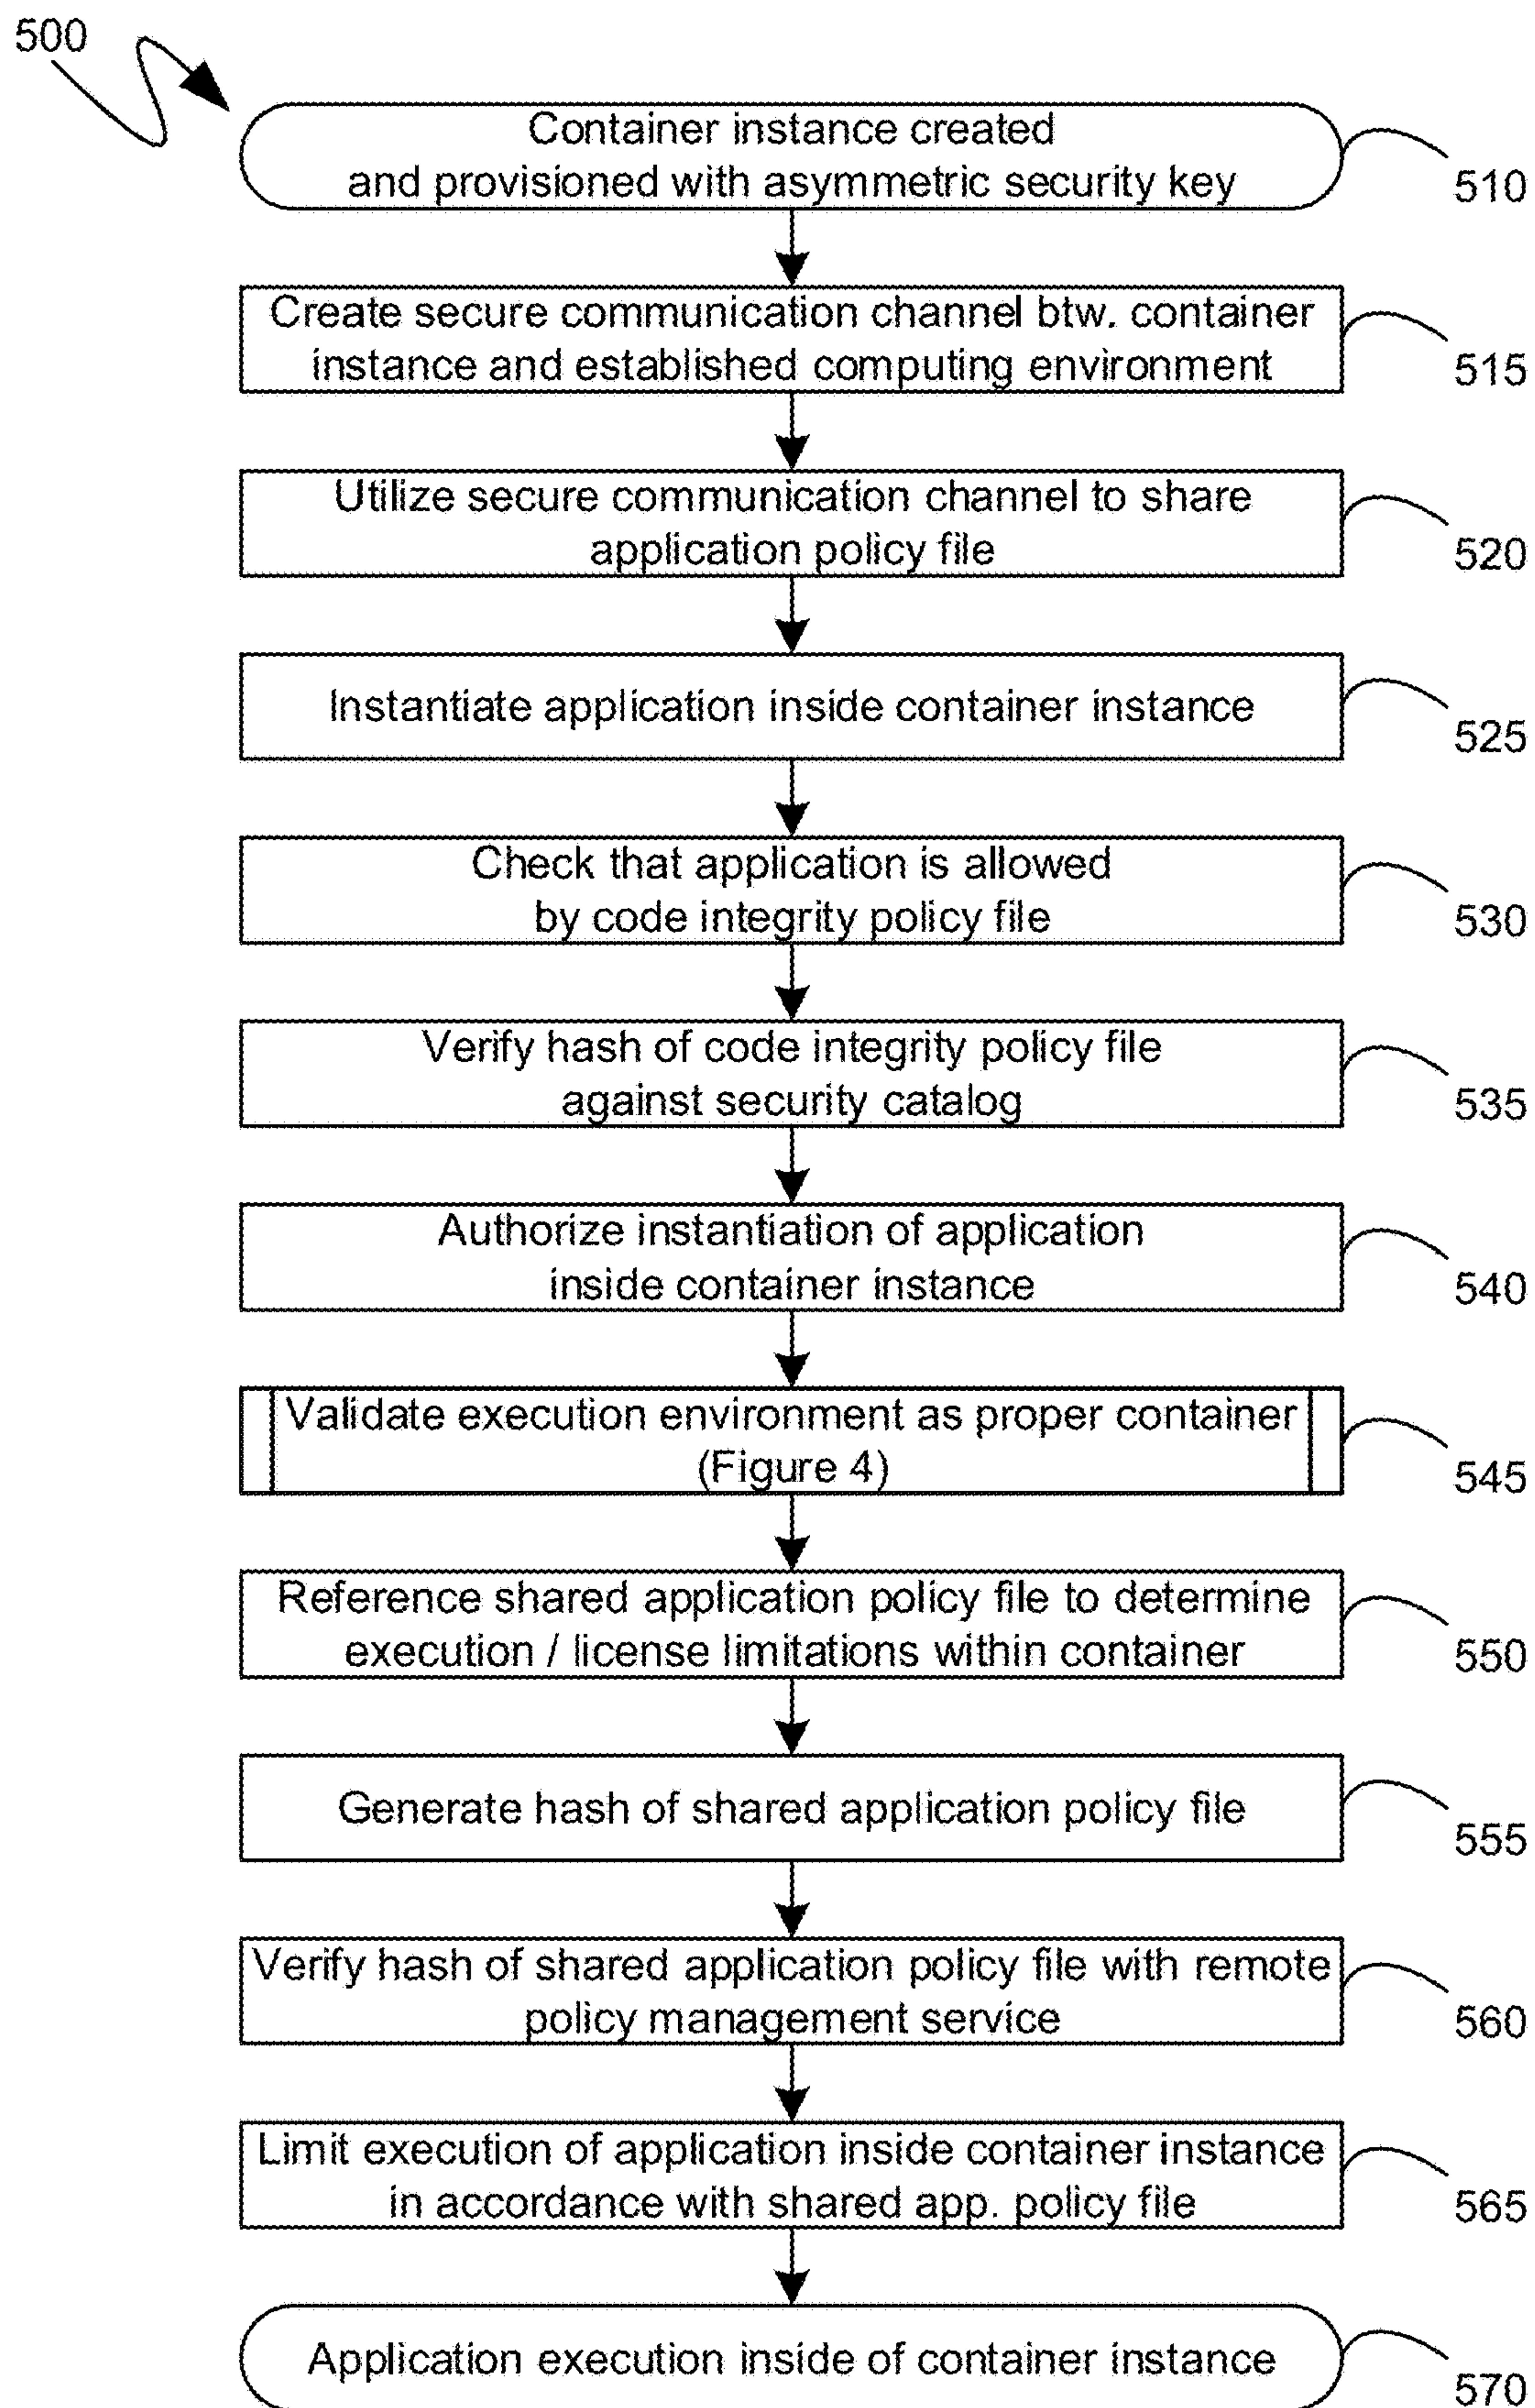 500
Container instance created
and provisioned with asymmetric security key
510
Create secure communication channel btw. container
instance and established computing environment
515
Utilize secure communication channel to share
application policy file
520
Instantiate application inside container instance
525
Check that application is allowed
by code integrity policy file
530
Verify hash of code integrity policy file
against security catalog
535
Authorize instantiation of application
inside container instance
540
Validate execution environment as proper container
(Figure 4)
545
Reference shared application policy file to determine
execution / license limitations within container
550
Generate hash of shared application policy file
555
Verify hash of shared application policy file with remote
policy management service
560
Limit execution of application inside container instance
in accordance with shared app. policy file
565
Application execution inside of container instance
570